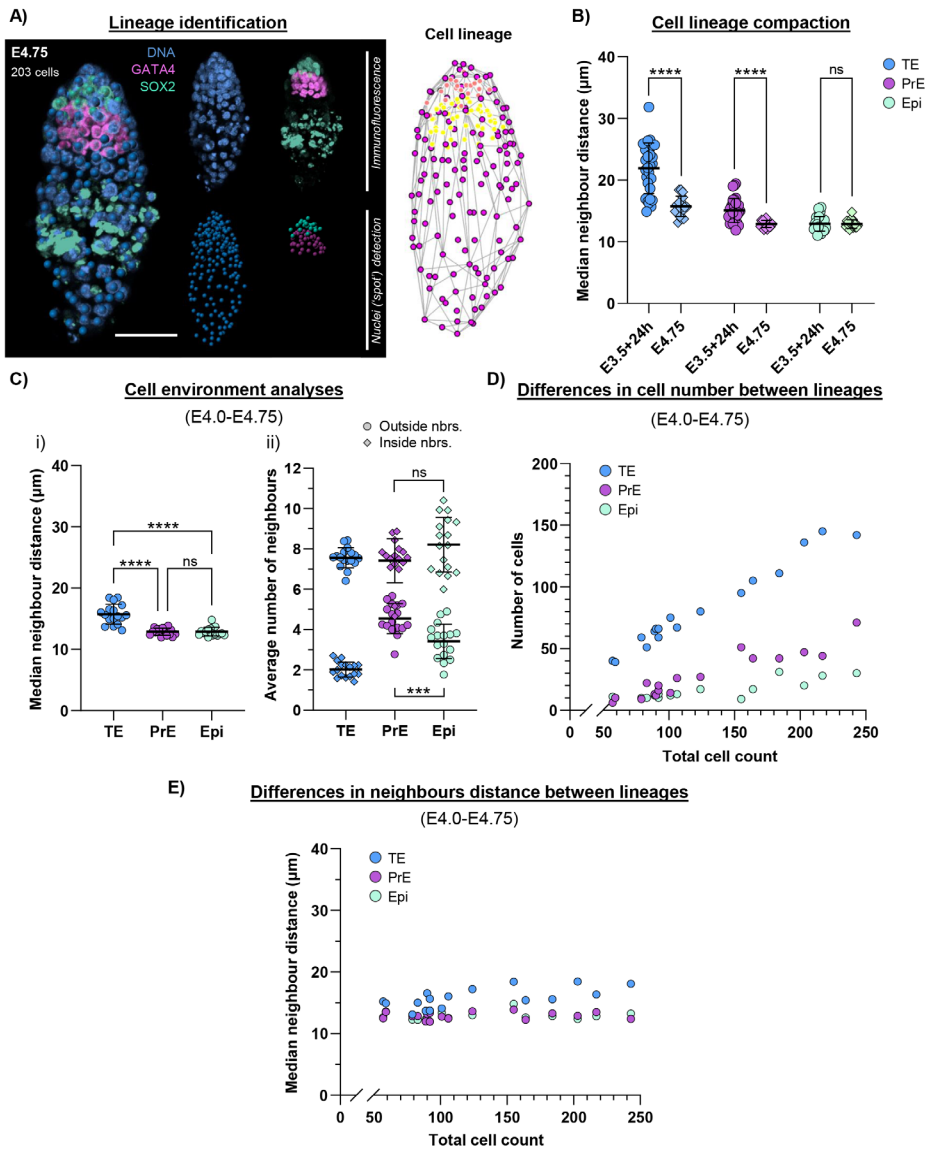 A)
Lineage identification
E4.75
203 cells
DNA
GATA4
SOX2
Immunofluorescence
Nuclei ('spot') detection
Cell lineage
B)
Cell lineage compaction
Median neighbour distance (µm)
40
30
20
10
0
****
****
ns
TE
PrE
Epi
E3.5+24h
E4.75
E3.5+24h
E4.75
E3.5+24h
E4.75
C)
Cell environment analyses
(E4.0-E4.75)
i)
Median neighbour distance (µm)
40
30
20
10
0
****
****
ns
TE
PrE
Epi
ii)
Outside nbrs.
Inside nbrs.
Average number of neighbours
12
10
8
6
4
2
0
ns
***
TE
PrE
Epi
D)
Differences in cell number between lineages
(E4.0-E4.75)
Number of cells
200
150
100
50
0
TE
PrE
Epi
0
50
100
150
200
250
Total cell count
E)
Differences in neighbours distance between lineages
(E4.0-E4.75)
Median neighbour distance (µm)
40
30
20
10
0
TE
PrE
Epi
0
50
100
150
200
250
Total cell count